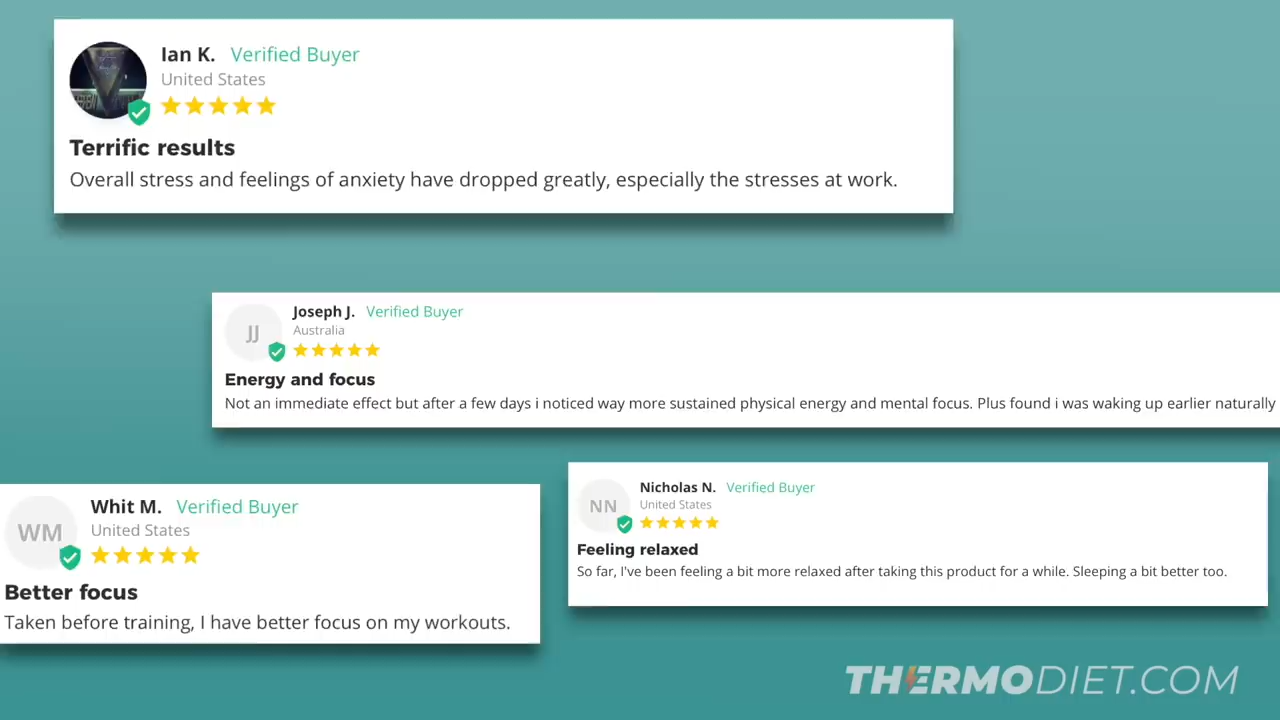 Ian K. Verified Buyer
United States
Terrific results
Overall stress and feelings of anxiety have dropped greatly, especially the stresses at work.
JJ
Joseph J. Verified Buyer
Australia
Energy and focus
Not an immediate effect but after a few days i noticed way more sustained physical energy and mental focus. Plus found i was waking up earlier naturally
WM
Whit M. Verified Buyer
United States
Better focus
Taken before training, I have better focus on my workouts.
NN
Nicholas N. Verified Buyer
United States
Feeling relaxed
So far, I've been feeling a bit more relaxed after taking this product for a while. Sleeping a bit better too.
THERMODIET.COM